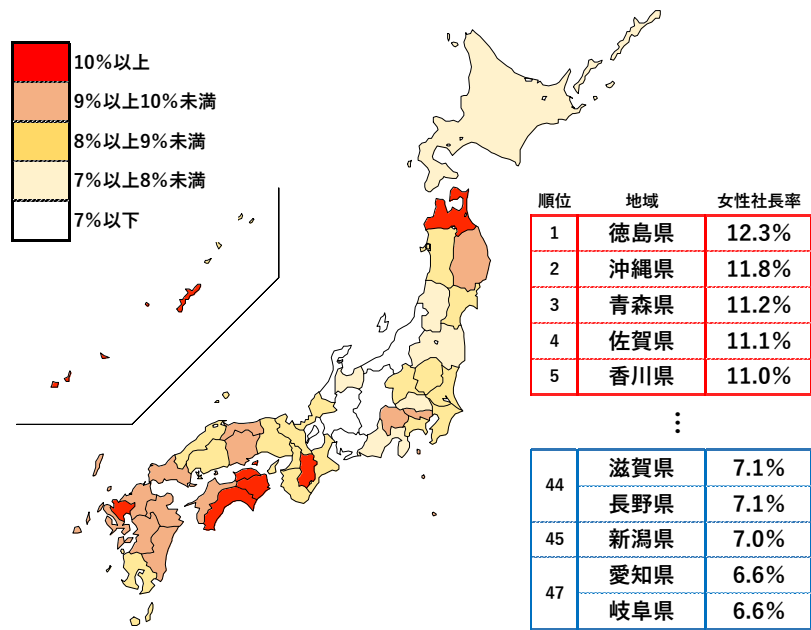 10%以上
9%以上10%未満
8%以上9%未満
7%以上8%未満
7%以下
順位 地域 女性社長率
1 徳島県 12.3%
2 沖縄県 11.8%
3 青森県 11.2%
4 佐賀県 11.1%
5 香川県 11.0%
⋮
44 滋賀県 7.1%
長野県 7.1%
45 新潟県 7.0%
47 愛知県 6.6%
岐阜県 6.6%